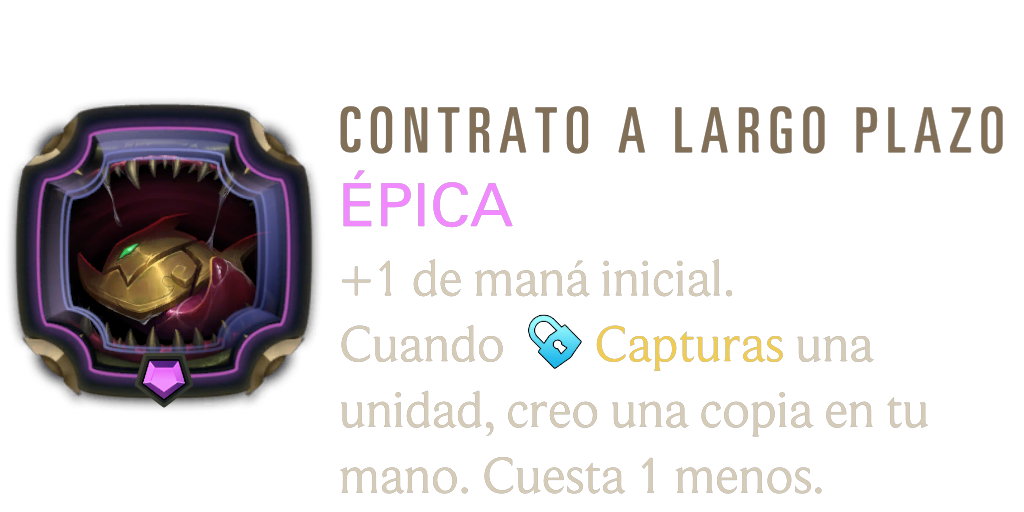 CONTRATO A LARGO PLAZO
ÉPICA
+1 de maná inicial.
Cuando Capturas una
unidad, creo una copia en tu
mano. Cuesta 1 menos.